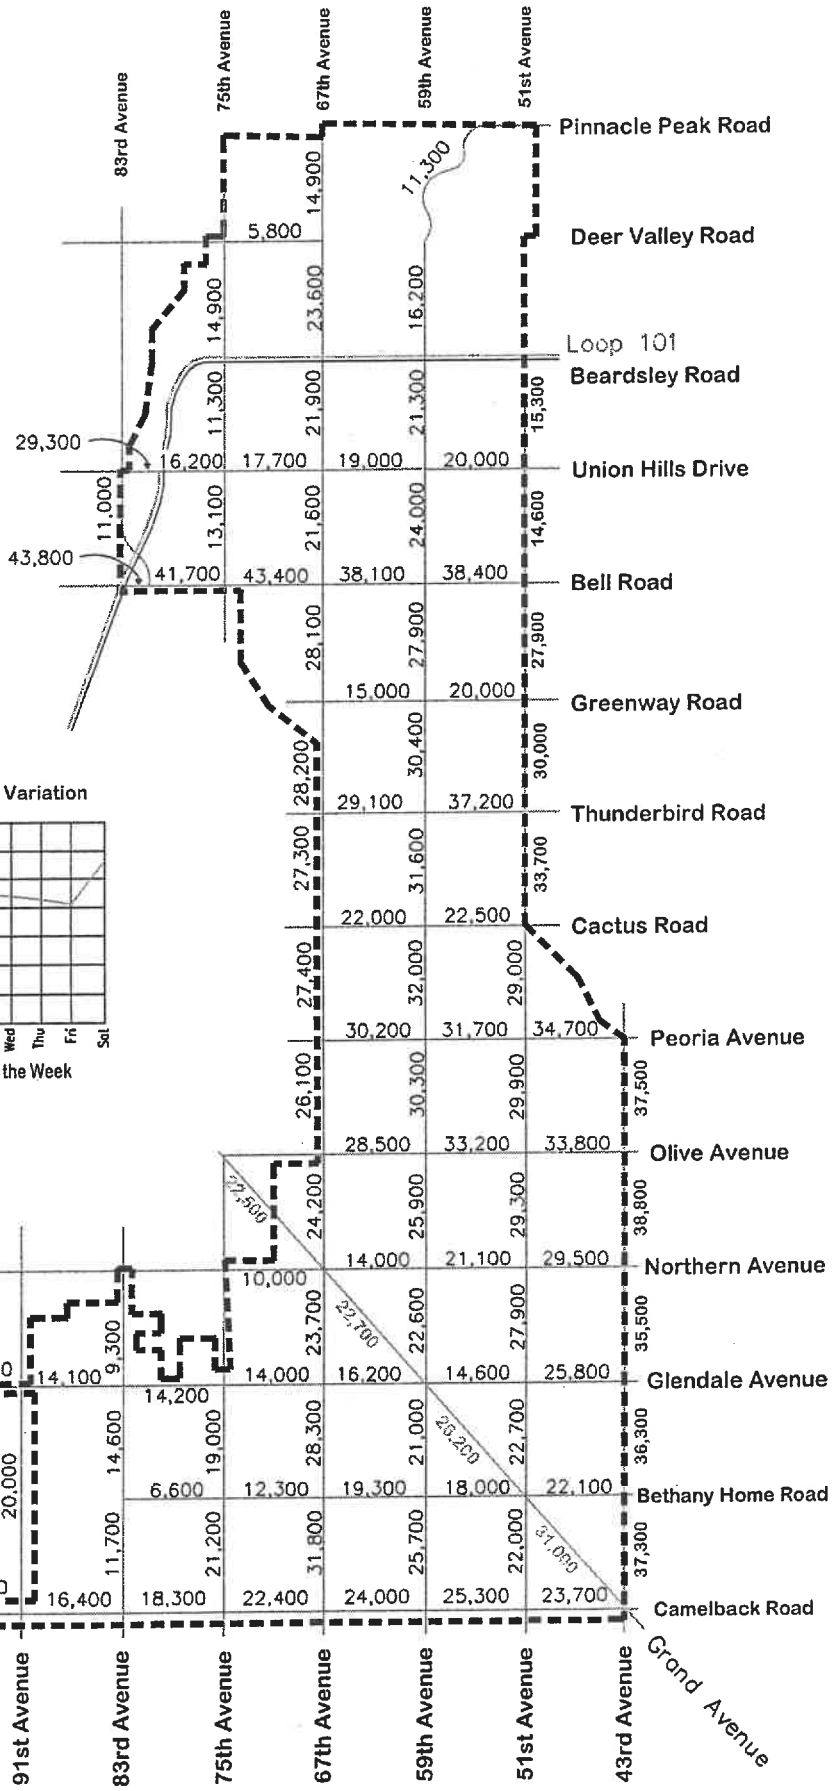 83rd Avenue
75th Avenue
67th Avenue
59th Avenue
51st Avenue
Pinnacle Peak Road
14,900
11,300
5,800
Deer Valley Road
14,900
23,600
16,200
Loop 101
Beardsley Road
11,300
21,900
21,300
15,300
29,300
16,200
17,700
19,000
20,000
Union Hills Drive
11,000
13,100
21,600
24,000
14,600
43,800
41,700
43,400
38,100
38,400
Bell Road
28,100
27,900
27,900
15,000
20,000
Greenway Road
28,200
30,400
30,000
Variation
29,100
37,200
Thunderbird Road
27,300
31,600
33,700
22,000
22,500
Cactus Road
27,400
32,000
29,000
Wed
Thu
Fri
Sat
the Week
30,200
31,700
34,700
Peoria Avenue
26,100
30,300
29,900
37,500
28,500
33,200
33,800
Olive Avenue
22,500
24,200
25,900
29,300
38,800
10,000
14,000
21,100
29,500
Northern Avenue
9,300
23,700
22,700
22,600
27,900
35,500
14,100
14,200
14,000
16,200
14,600
25,800
Glendale Avenue
20,000
14,600
19,000
28,300
21,000
22,700
36,300
6,600
12,300
19,300
18,000
22,100
Bethany Home Road
11,700
21,200
31,800
25,700
22,000
31,000
37,300
16,400
18,300
22,400
24,000
25,300
23,700
Camelback Road
Grand Avenue
91st Avenue
83rd Avenue
75th Avenue
67th Avenue
59th Avenue
51st Avenue
43rd Avenue